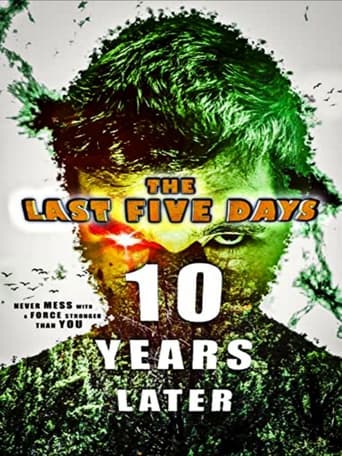 THE
LAST FIVE DAYS
10
YEARS
LATER
NEVER MESS WITH
A FORCE STRONGER
THAN YOU